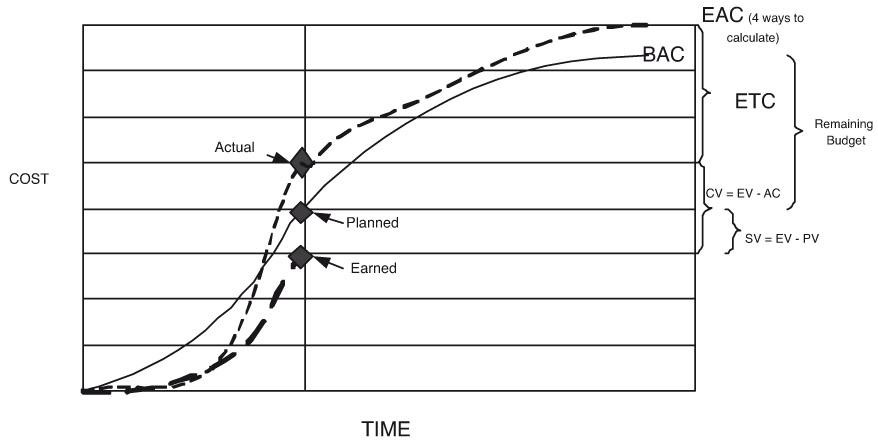 EAC (4 ways to
calculate)
BAC
ETC
Remaining
Budget
Actual
COST
CV = EV - AC
Planned
SV = EV - PV
Earned
TIME